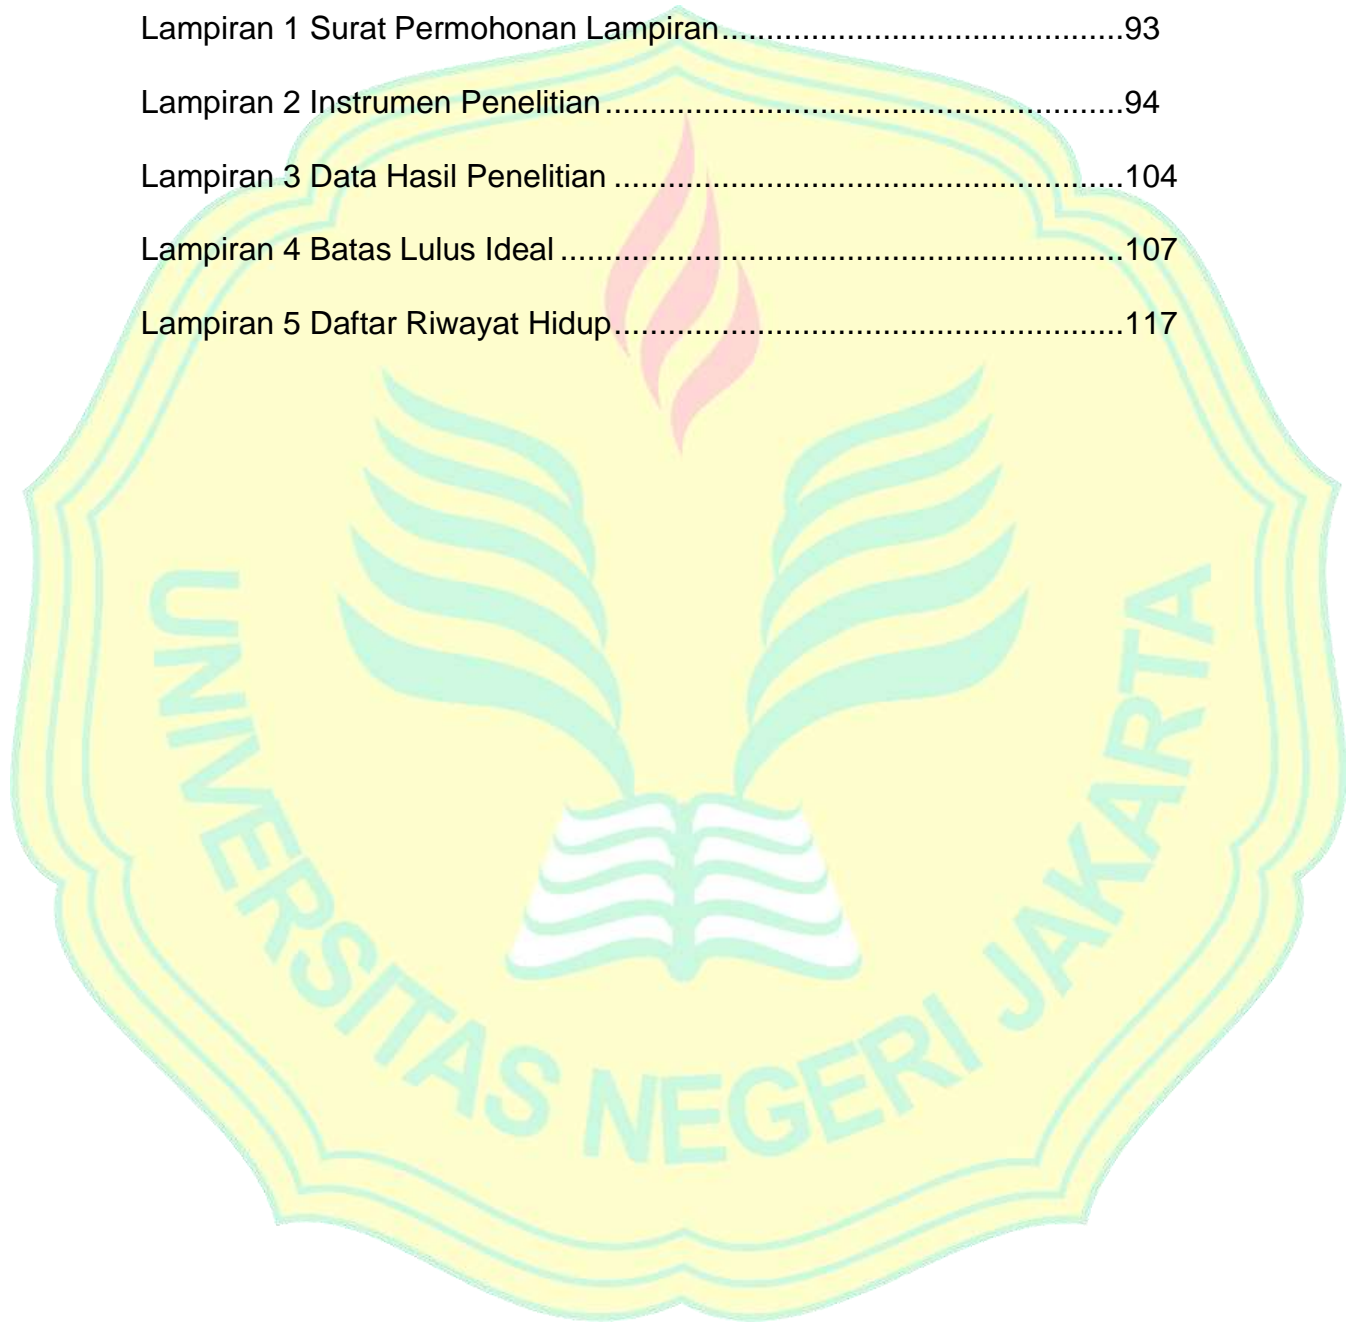 Lampiran 1 Surat Permohonan Lampiran............................................93
Lampiran 2 Instrumen Penelitian.........................................................94
Lampiran 3 Data Hasil Penelitian ........................................................104
Lampiran 4 Batas Lulus Ideal ..............................................................107
Lampiran 5 Daftar Riwayat Hidup........................................................117
UNIVERSITAS NEGERI JAKARTA